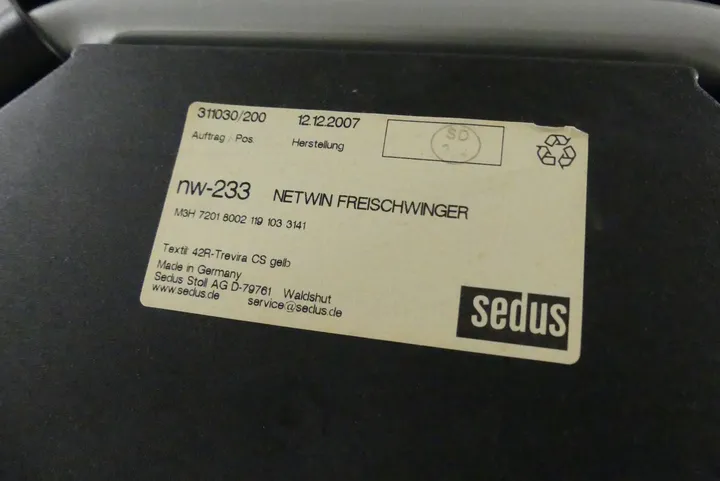 311030/200 12.12.2007
Auftrag / Pos. Herstellung
SD
nw-233 NETWIN FREISCHWINGER
M3H 7201 8002 119 103 3141
Textil 42R-Trevira CS gelb
Made in Germany
Sedus Stoll AG D-79761 Waldshut
www.sedus.de service@sedus.de
sedus